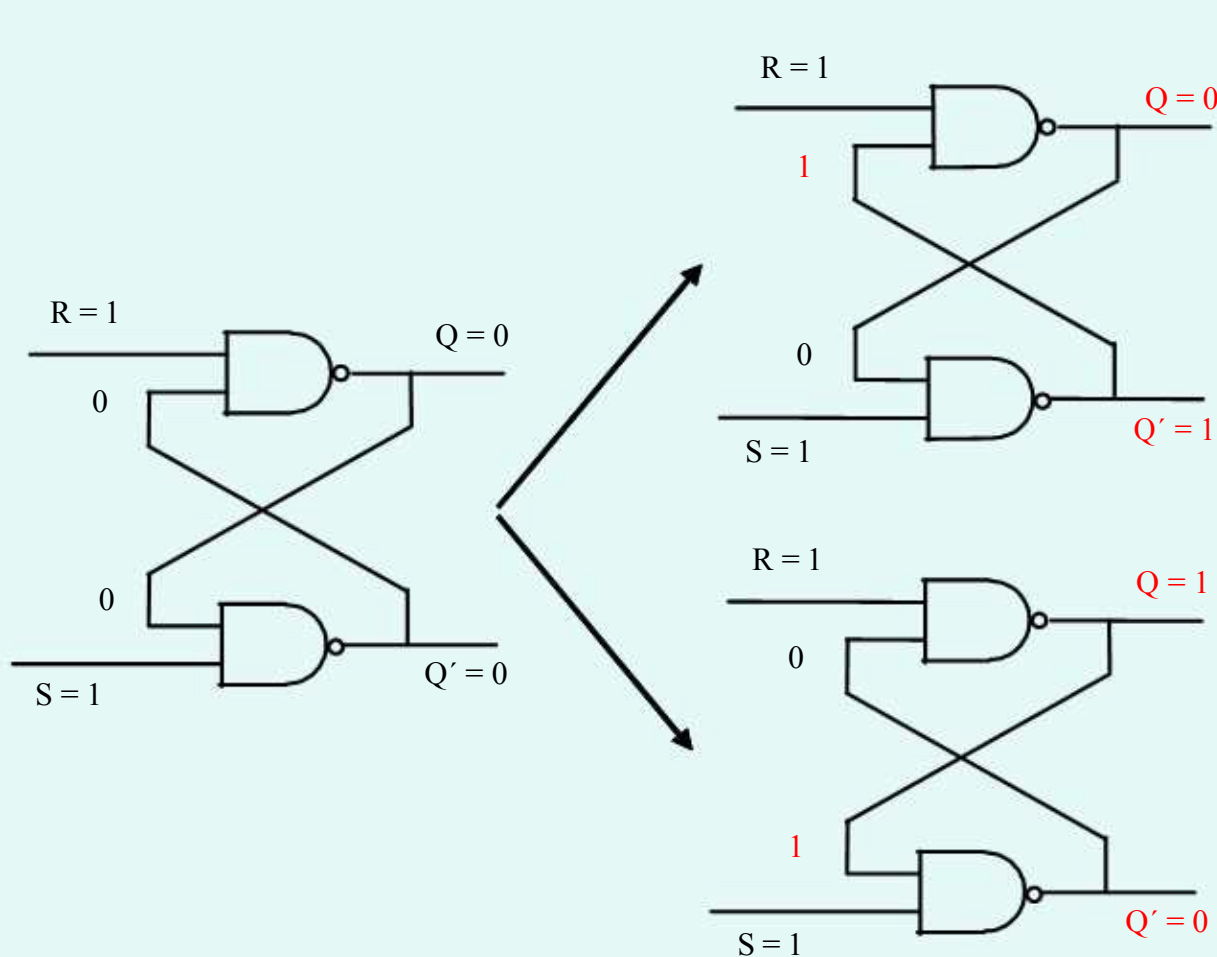 R = 1
Q = 0
0
0
Q´ = 0
S = 1
R = 1
Q = 0
1
0
Q´ = 1
S = 1
R = 1
Q = 1
0
1
Q´ = 0
S = 1